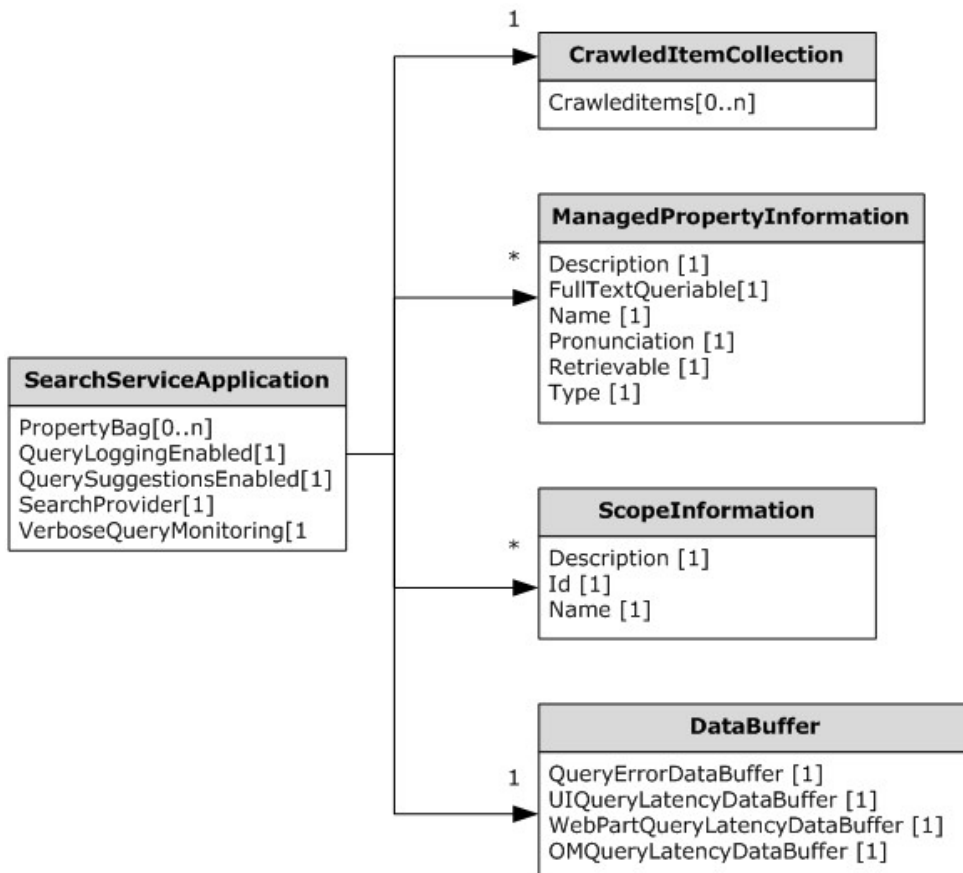 1
CrawledItemCollection
Crawleditems[0..n]
ManagedPropertyInformation
*
Description [1]
FullTextQueriable[1]
Name [1]
Pronunciation [1]
Retrievable [1]
Type [1]
SearchServiceApplication
PropertyBag[0..n]
QueryLoggingEnabled[1]
QuerySuggestionsEnabled[1]
SearchProvider[1]
VerboseQueryMonitoring[1
ScopeInformation
*
Description [1]
Id [1]
Name [1]
DataBuffer
1
QueryErrorDataBuffer [1]
UIQueryLatencyDataBuffer [1]
WebPartQueryLatencyDataBuffer [1]
OMQueryLatencyDataBuffer [1]